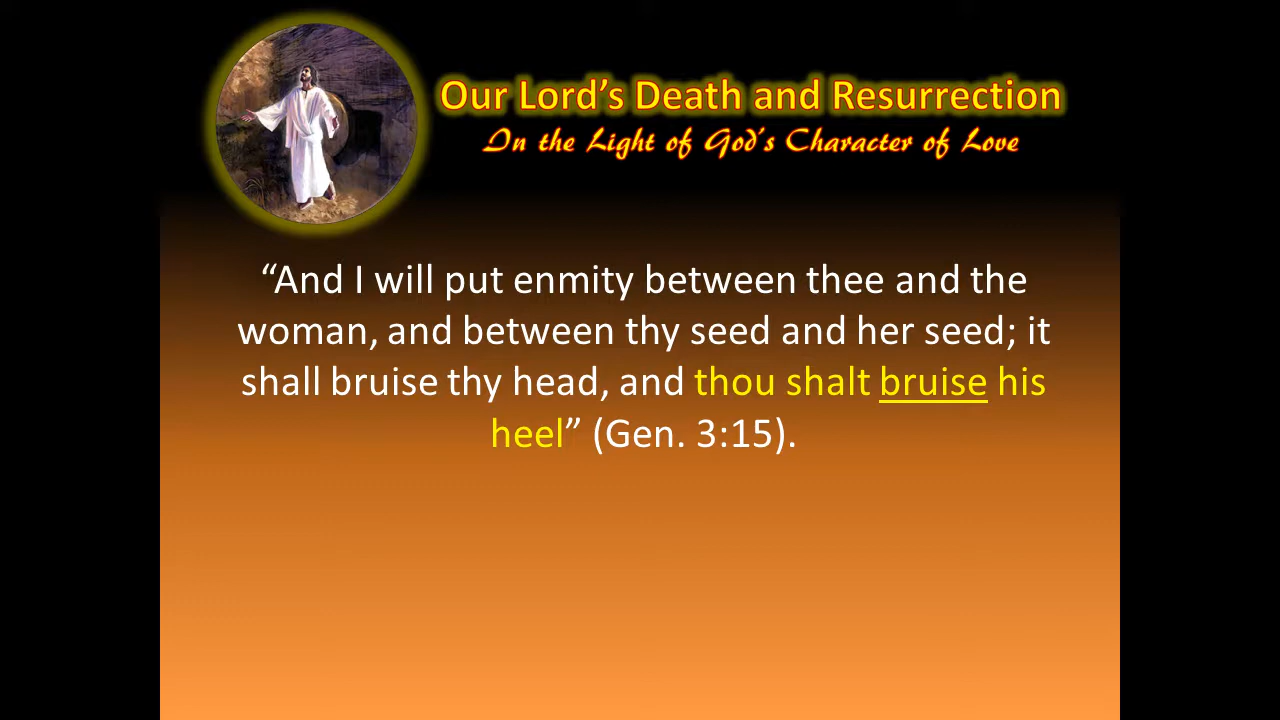 Our Lord’s Death and Resurrection
In the Light of God’s Character of Love
“And I will put enmity between thee and the
woman, and between thy seed and her seed; it
shall bruise thy head, and thou shalt bruise his
heel” (Gen. 3:15).